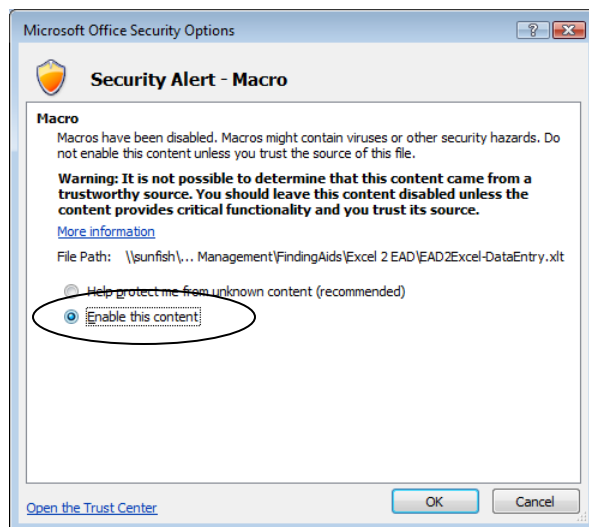 Microsoft Office Security Options
Security Alert - Macro
Macro
Macros have been disabled. Macros might contain viruses or other security hazards. Do
not enable this content unless you trust the source of this file.
Warning: It is not possible to determine that this content came from a
trustworthy source. You should leave this content disabled unless the
content provides critical functionality and you trust its source.
More information
File Path: \\sunfish\... Management\FindingAids\Excel 2 EAD\EAD2Excel-DataEntry.xlt
Help protect me from unknown content (recommended)
Enable this content
Open the Trust Center
OK
Cancel